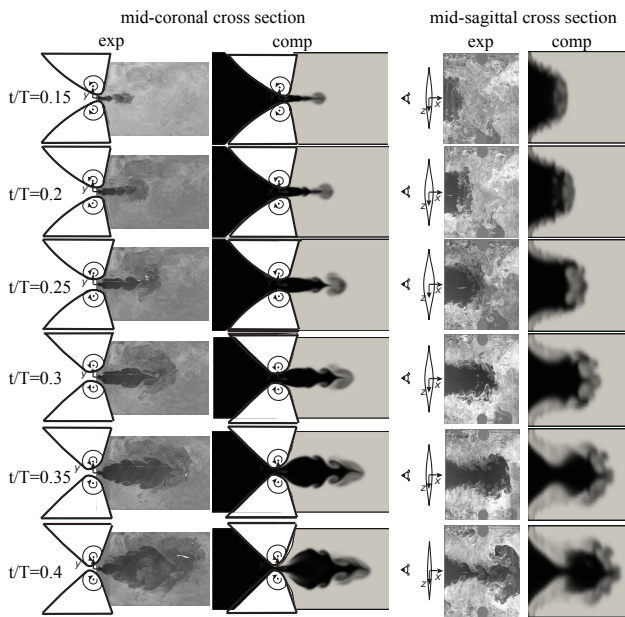 mid-coronal cross section mid-sagittal cross section
exp comp exp comp
t/T=0.15 y z x
t/T=0.2 y z x
t/T=0.25 z x
t/T=0.3 y z x
t/T=0.35 y z x
t/T=0.4 y z x